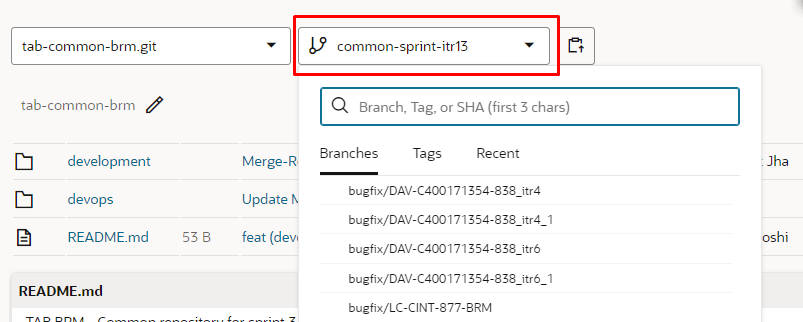 tab-common-brm.git
common-sprint-itr13
tab-common-brm
Branch, Tag, or SHA (first 3 chars)
Branches Tags Recent
development Merge-R Jha
devops Update M
README.md 53 B feat (dev oshi
bugfix/DAV-C400171354-838_itr4
bugfix/DAV-C400171354-838_itr4_1
bugfix/DAV-C400171354-838_itr6
bugfix/DAV-C400171354-838_itr6_1
bugfix/LC-CINT-877-BRM
README.md
TAB BRM - Common repository for sprint 3